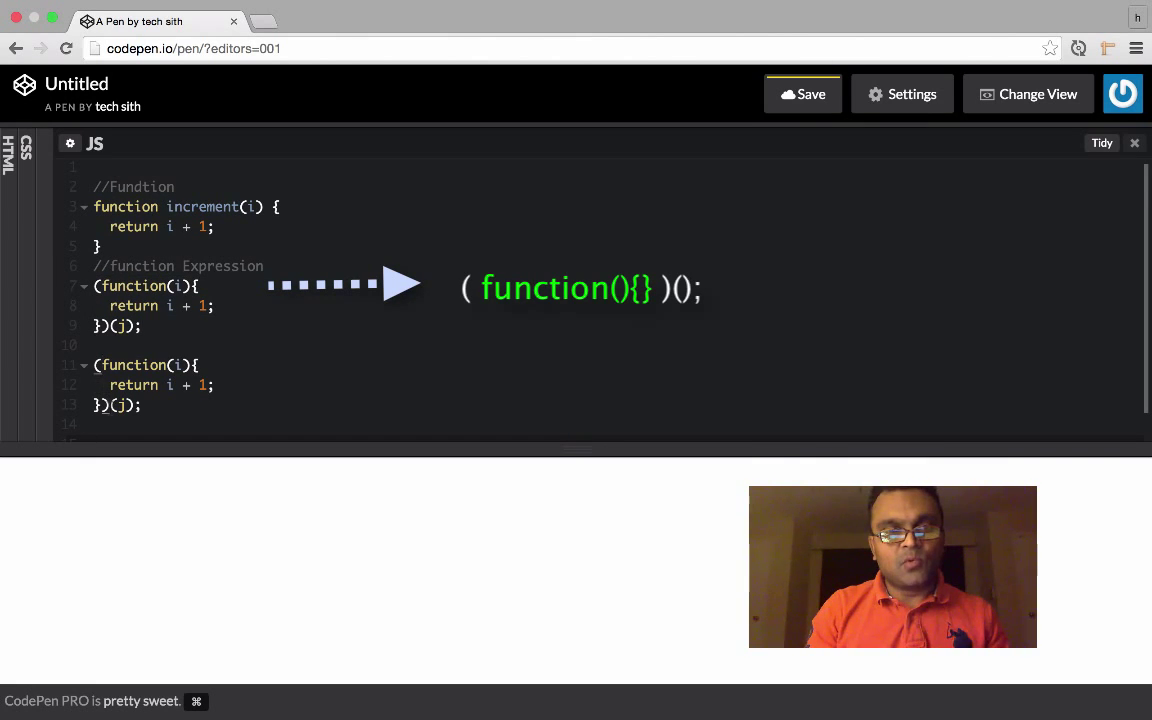 A Pen by tech sith
h
codepen.io/pen/?editors=001
Untitled
A PEN BY tech sith
Save
Settings
Change View
HTML
CSS
JS
Tidy
1
2 //Fundtion
3 function increment(i) {
4 return i + 1;
5 }
6 //function Expression
7 (function(i){
8 return i + 1;
9 })(j);
10
11 (function(i){
12 return i + 1;
13 })(j);
14
( function(){} )();
CodePen PRO is pretty sweet. ⌘